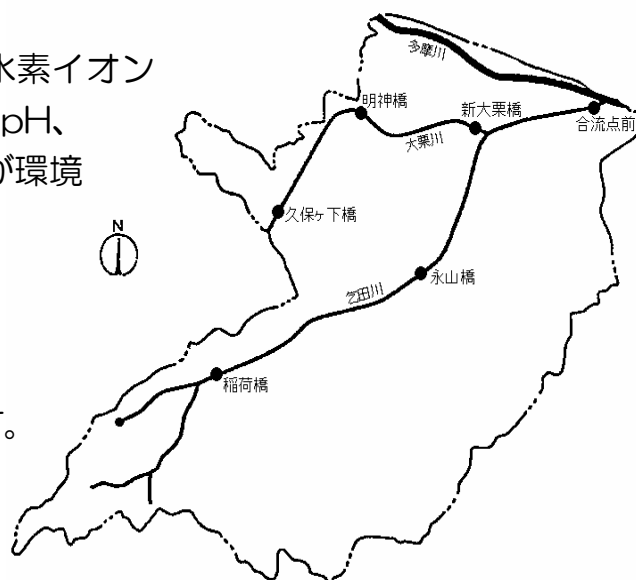 水素イオン
pH、
が環境
。
N
多摩川
明神橋
新大栗橋
合流点前
大栗川
久保ヶ下橋
永山橋
乞田川
稲荷橋